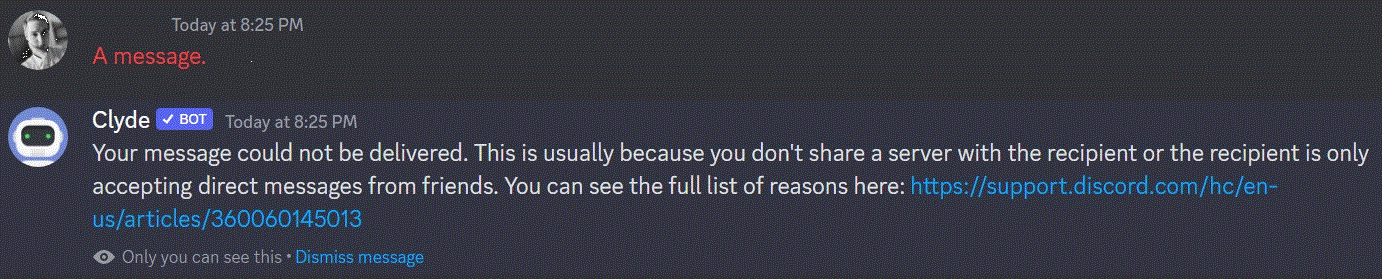 Today at 8:25 PM
A message.
Clyde BOT Today at 8:25 PM
Your message could not be delivered. This is usually because you don't share a server with the recipient or the recipient is only
accepting direct messages from friends. You can see the full list of reasons here: https://support.discord.com/hc/en-
us/articles/360060145013
Only you can see this • Dismiss message